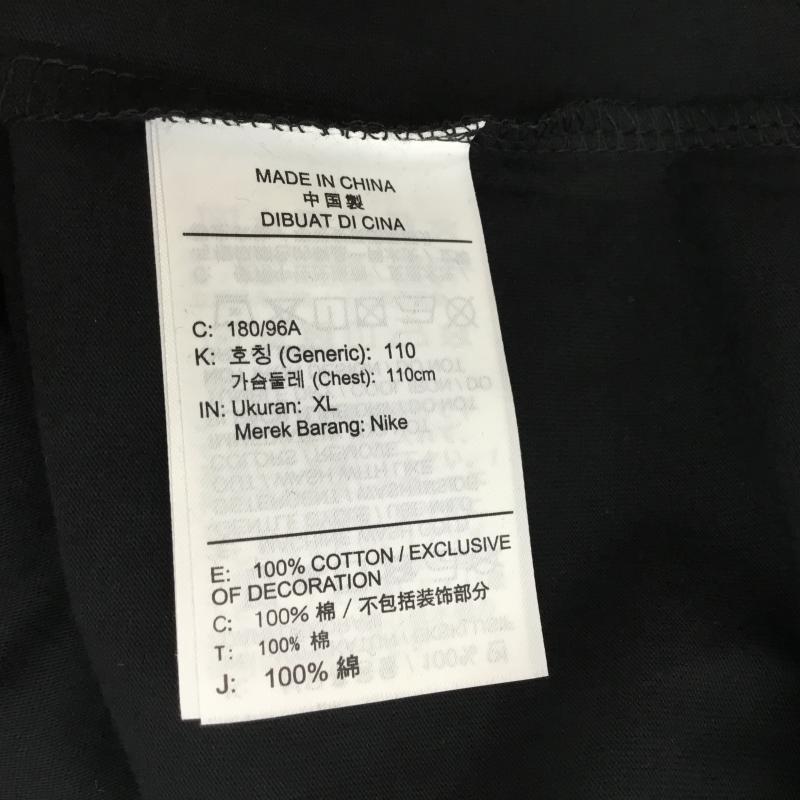 MADE IN CHINA
中国製
DIBUAT DI CINA
C: 180/96A
K: 호칭 (Generic): 110
가슴둘레 (Chest): 110cm
IN: Ukuran: XL
Merek Barang: Nike
E: 100% COTTON / EXCLUSIVE
OF DECORATION
C: 100% 棉 / 不包括装饰部分
T: 100% 棉
J: 100% 綿